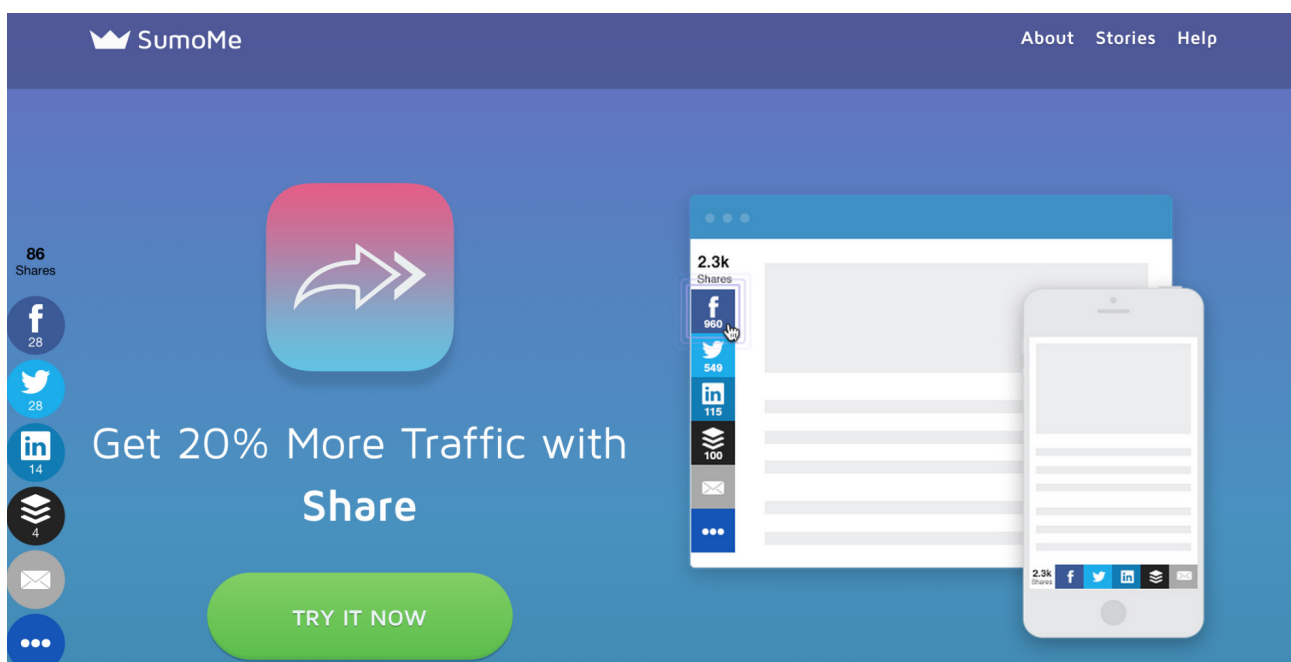 SumoMe
About Stories Help
86
Shares
28
28
14
4
Get 20% More Traffic with
Share
TRY IT NOW
2.3k
Shares
960
549
115
100
2.3k
Shares